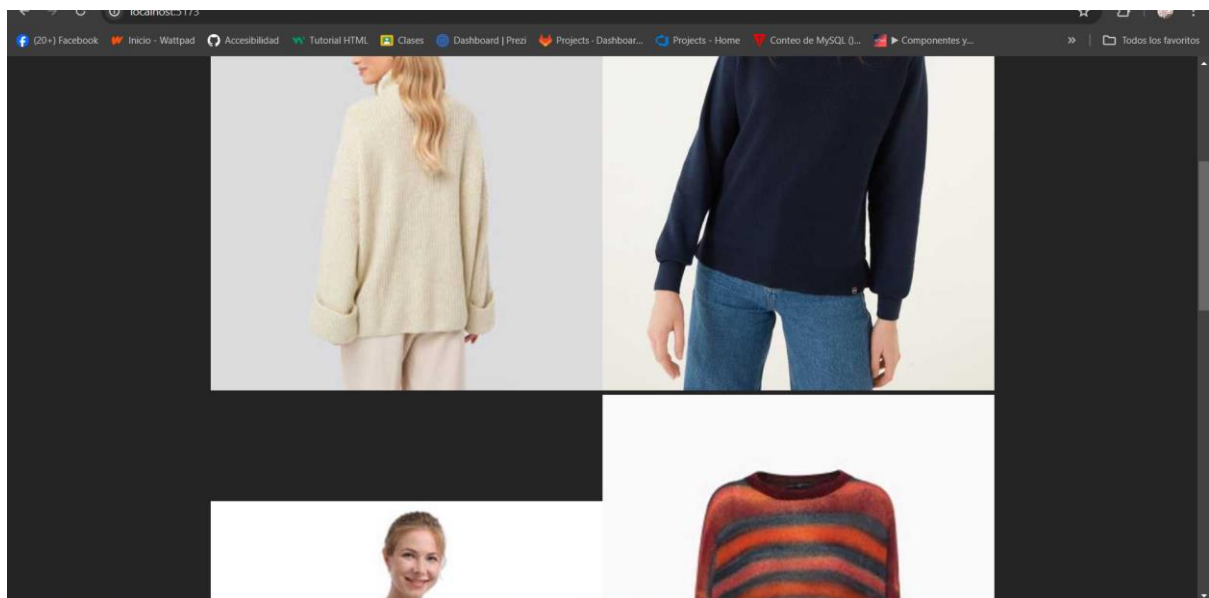 localhost:5173
(20+) Facebook Inicio - Wattpad Accesibilidad Tutorial HTML Clases Dashboard | Prezi Projects · Dashboar... Projects - Home Conteo de MySQL ()... ► Componentes y... » Todos los favoritos